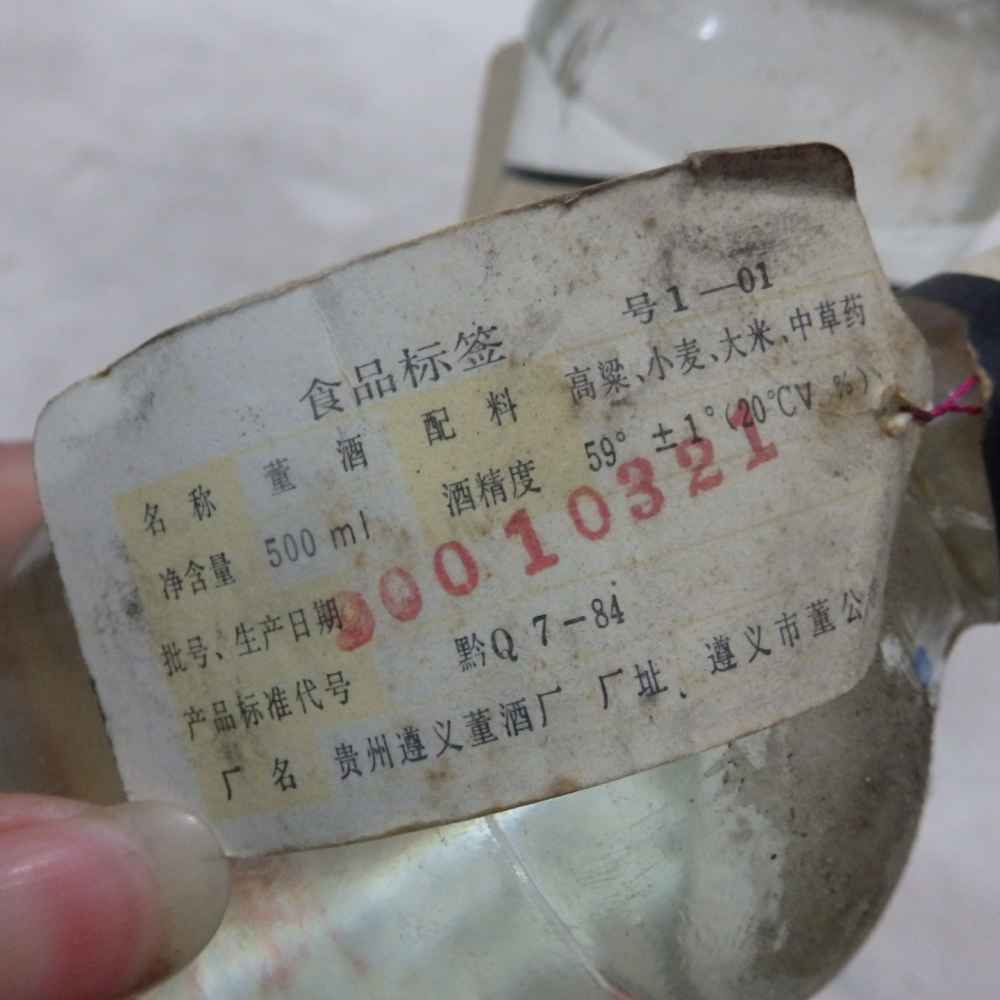 号1—01
食品标签
名称 董酒 配料 高粱、小麦、大米、中草药
净含量 500ml 酒精度 59°±1°(20℃V%)
批号、生产日期 00010321
产品标准代号 黔Q7-84
厂名 贵州遵义董酒厂 厂址. 遵义市董公